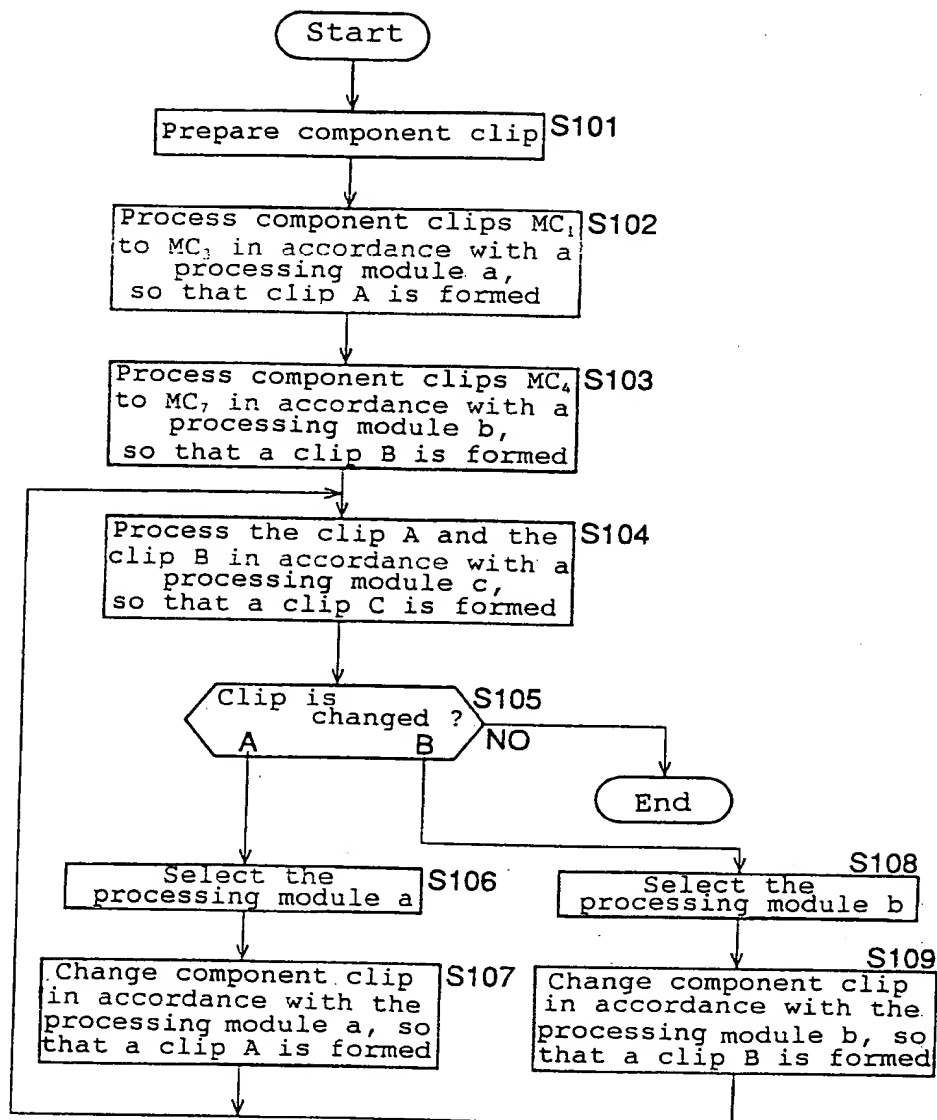 Start
Prepare component clip
S101
Process component clips MC₁
to MC₃ in accordance with a
processing module a,
so that clip A is formed
S102
Process component clips MC₄
to MC₇ in accordance with a
processing module b,
so that a clip B is formed
S103
Process the clip A and the
clip B in accordance with a
processing module c,
so that a clip C is formed
S104
Clip is
changed ?
S105
A
B
NO
End
Select the
processing module a
S106
S108
Select the
processing module b
Change component clip
in accordance with the
processing module a, so
that a clip A is formed
S107
S109
Change component clip
in accordance with the
processing module b, so
that a clip B is formed